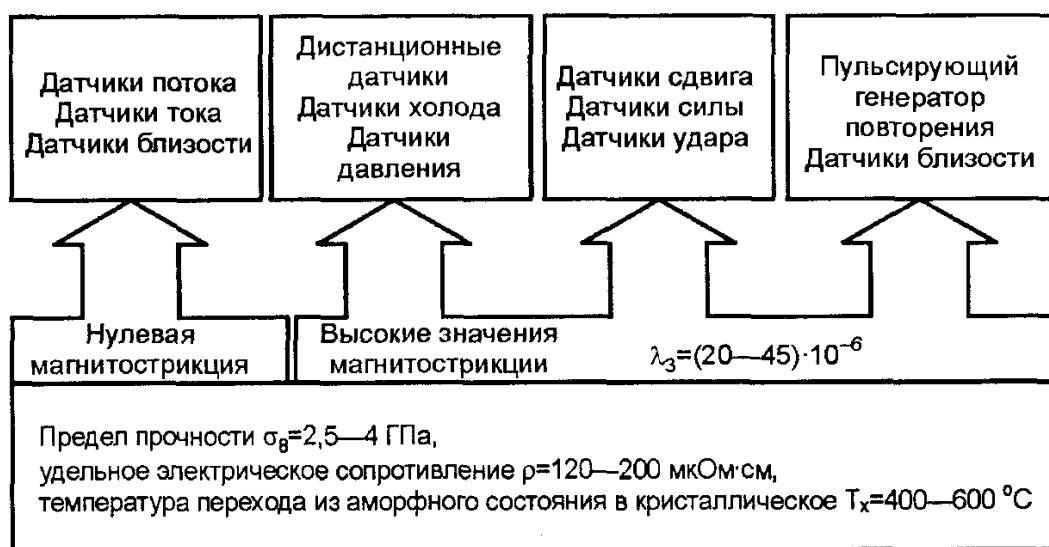 Датчики потока
Датчики тока
Датчики близости
Дистанционные
датчики
Датчики холода
Датчики
давления
Датчики сдвига
Датчики силы
Датчики удара
Пульсирующий
генератор
повторения
Датчики близости
Нулевая
магнитострикция
Высокие значения
магнитострикции
λ₃=(20—45)·10⁻⁶
Предел прочности σ₈=2,5—4 ГПа,
удельное электрическое сопротивление ρ=120—200 мкОм·см,
температура перехода из аморфного состояния в кристаллическое Tₓ=400—600 °C